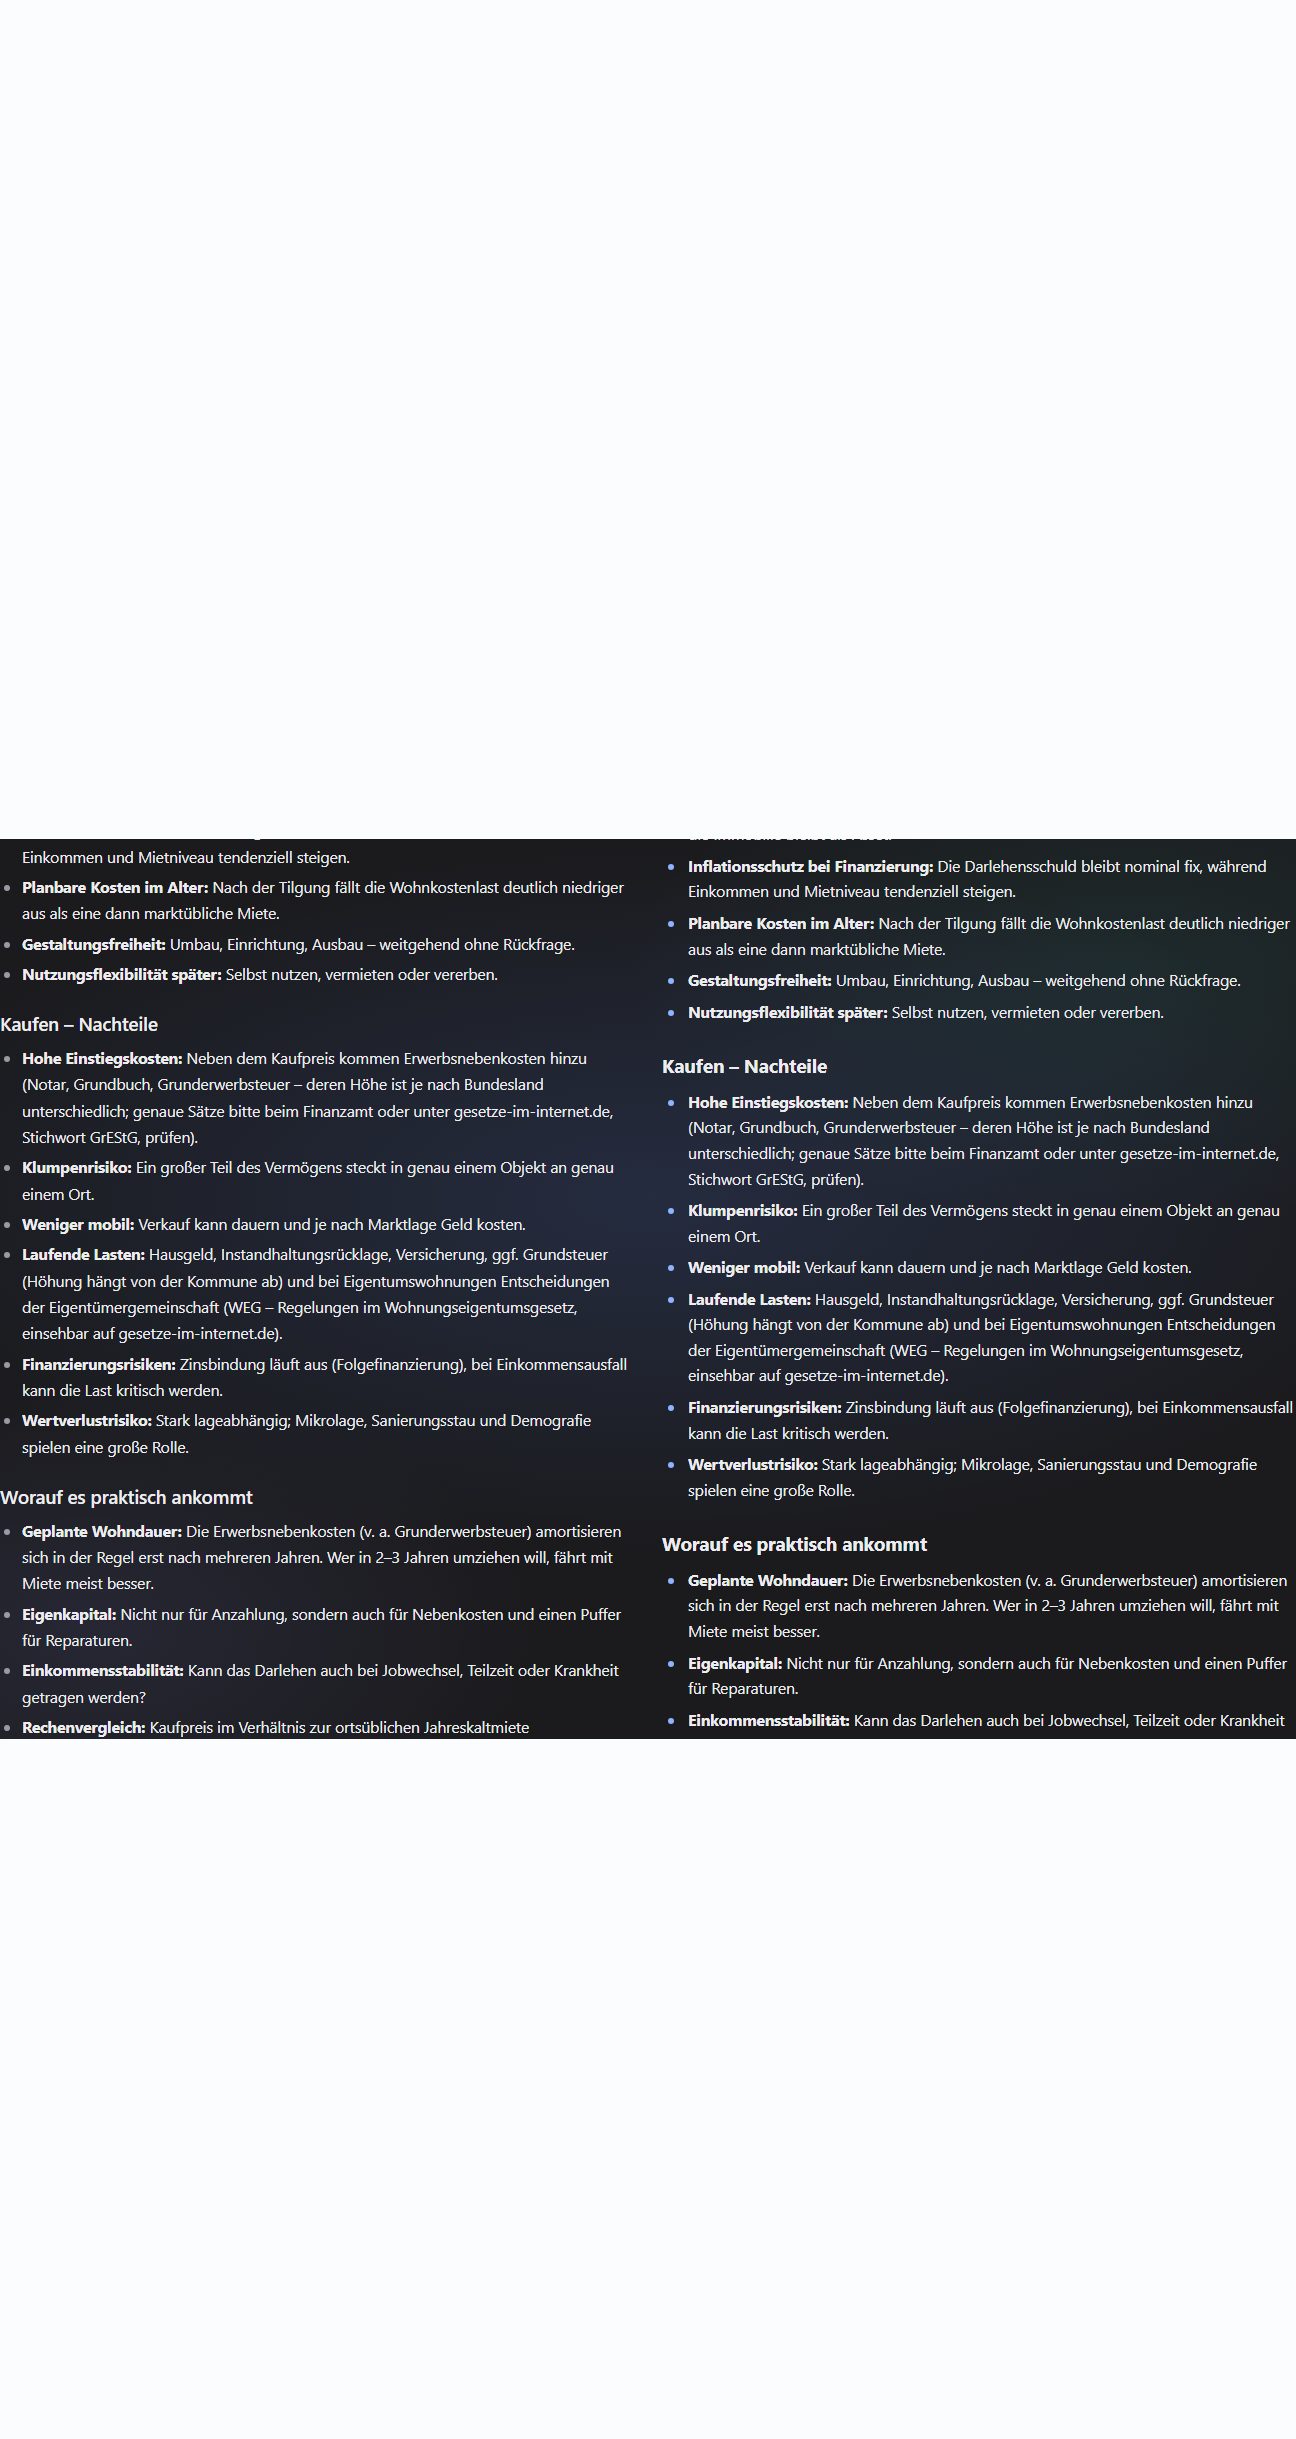 Einkommen und Mietniveau tendenziell steigen.
Planbare Kosten im Alter: Nach der Tilgung fällt die Wohnkostenlast deutlich niedriger
aus als eine dann marktübliche Miete.
Gestaltungsfreiheit: Umbau, Einrichtung, Ausbau – weitgehend ohne Rückfrage.
Nutzungsflexibilität später: Selbst nutzen, vermieten oder vererben.
Kaufen – Nachteile
Hohe Einstiegskosten: Neben dem Kaufpreis kommen Erwerbsnebenkosten hinzu
(Notar, Grundbuch, Grunderwerbsteuer – deren Höhe ist je nach Bundesland
unterschiedlich; genaue Sätze bitte beim Finanzamt oder unter gesetze-im-internet.de,
Stichwort GrEStG, prüfen).
Klumpenrisiko: Ein großer Teil des Vermögens steckt in genau einem Objekt an genau
einem Ort.
Weniger mobil: Verkauf kann dauern und je nach Marktlage Geld kosten.
Laufende Lasten: Hausgeld, Instandhaltungsrücklage, Versicherung, ggf. Grundsteuer
(Höhung hängt von der Kommune ab) und bei Eigentumswohnungen Entscheidungen
der Eigentümergemeinschaft (WEG – Regelungen im Wohnungseigentumsgesetz,
einsehbar auf gesetze-im-internet.de).
Finanzierungsrisiken: Zinsbindung läuft aus (Folgefinanzierung), bei Einkommensausfall
kann die Last kritisch werden.
Wertverlustrisiko: Stark lageabhängig; Mikrolage, Sanierungsstau und Demografie
spielen eine große Rolle.
Worauf es praktisch ankommt
Geplante Wohndauer: Die Erwerbsnebenkosten (v. a. Grunderwerbsteuer) amortisieren
sich in der Regel erst nach mehreren Jahren. Wer in 2–3 Jahren umziehen will, fährt mit
Miete meist besser.
Eigenkapital: Nicht nur für Anzahlung, sondern auch für Nebenkosten und einen Puffer
für Reparaturen.
Einkommensstabilität: Kann das Darlehen auch bei Jobwechsel, Teilzeit oder Krankheit
getragen werden?
Rechenvergleich: Kaufpreis im Verhältnis zur ortsüblichen Jahreskaltmiete
Inflationsschutz bei Finanzierung: Die Darlehensschuld bleibt nominal fix, während
Einkommen und Mietniveau tendenziell steigen.
Planbare Kosten im Alter: Nach der Tilgung fällt die Wohnkostenlast deutlich niedriger
aus als eine dann marktübliche Miete.
Gestaltungsfreiheit: Umbau, Einrichtung, Ausbau – weitgehend ohne Rückfrage.
Nutzungsflexibilität später: Selbst nutzen, vermieten oder vererben.
Kaufen – Nachteile
Hohe Einstiegskosten: Neben dem Kaufpreis kommen Erwerbsnebenkosten hinzu
(Notar, Grundbuch, Grunderwerbsteuer – deren Höhe ist je nach Bundesland
unterschiedlich; genaue Sätze bitte beim Finanzamt oder unter gesetze-im-internet.de,
Stichwort GrEStG, prüfen).
Klumpenrisiko: Ein großer Teil des Vermögens steckt in genau einem Objekt an genau
einem Ort.
Weniger mobil: Verkauf kann dauern und je nach Marktlage Geld kosten.
Laufende Lasten: Hausgeld, Instandhaltungsrücklage, Versicherung, ggf. Grundsteuer
(Höhung hängt von der Kommune ab) und bei Eigentumswohnungen Entscheidungen
der Eigentümergemeinschaft (WEG – Regelungen im Wohnungseigentumsgesetz,
einsehbar auf gesetze-im-internet.de).
Finanzierungsrisiken: Zinsbindung läuft aus (Folgefinanzierung), bei Einkommensausfall
kann die Last kritisch werden.
Wertverlustrisiko: Stark lageabhängig; Mikrolage, Sanierungsstau und Demografie
spielen eine große Rolle.
Worauf es praktisch ankommt
Geplante Wohndauer: Die Erwerbsnebenkosten (v. a. Grunderwerbsteuer) amortisieren
sich in der Regel erst nach mehreren Jahren. Wer in 2–3 Jahren umziehen will, fährt mit
Miete meist besser.
Eigenkapital: Nicht nur für Anzahlung, sondern auch für Nebenkosten und einen Puffer
für Reparaturen.
Einkommensstabilität: Kann das Darlehen auch bei Jobwechsel, Teilzeit oder Krankheit